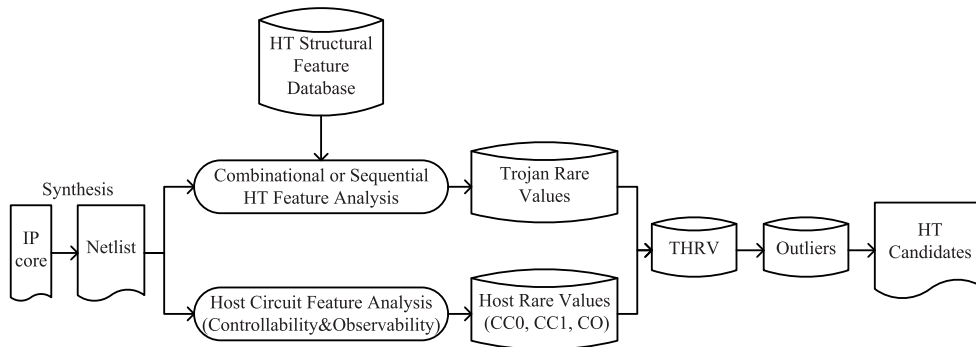 HT Structural
Feature
Database
Synthesis
IP
core
Netlist
Combinational or Sequential
HT Feature Analysis
Trojan Rare
Values
Host Circuit Feature Analysis
(Controllability&Observability)
Host Rare Values
(CC0, CC1, CO)
THRV
Outliers
HT
Candidates